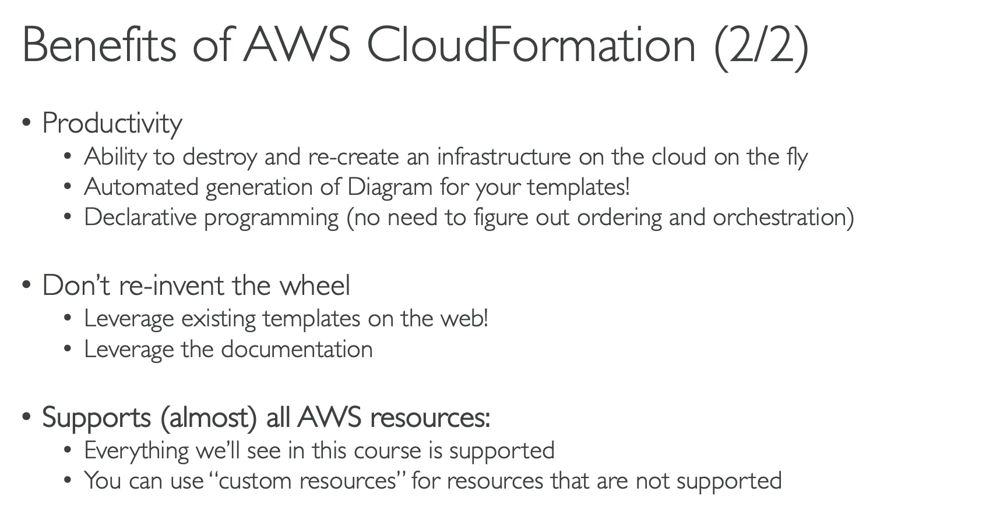 Benefits of AWS CloudFormation (2/2)
• Productivity
• Ability to destroy and re-create an infrastructure on the cloud on the fly
• Automated generation of Diagram for your templates!
• Declarative programming (no need to figure out ordering and orchestration)
• Don’t re-invent the wheel
• Leverage existing templates on the web!
• Leverage the documentation
• Supports (almost) all AWS resources:
• Everything we’ll see in this course is supported
• You can use “custom resources” for resources that are not supported